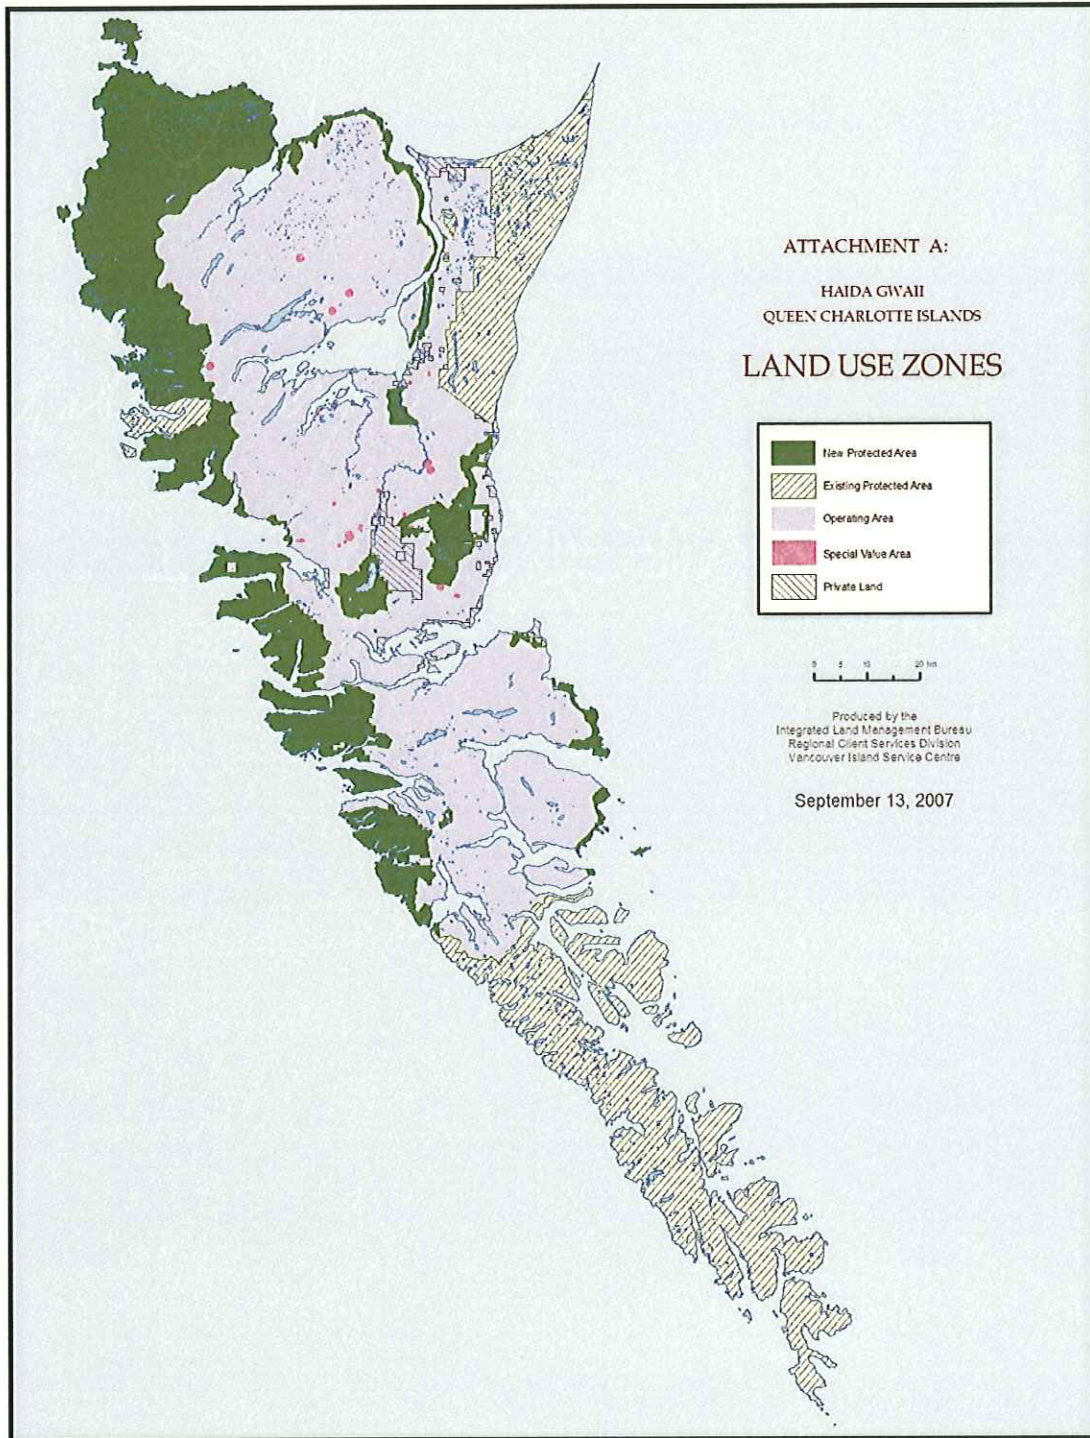 ATTACHMENT A:
HAIDA GWAII
QUEEN CHARLOTTE ISLANDS
LAND USE ZONES
New Protected Area
Existing Protected Area
Operating Area
Special Value Area
Private Land
0 5 10 20 km
Produced by the
Integrated Land Management Bureau
Regional Client Services Division
Vancouver Island Service Centre
September 13, 2007